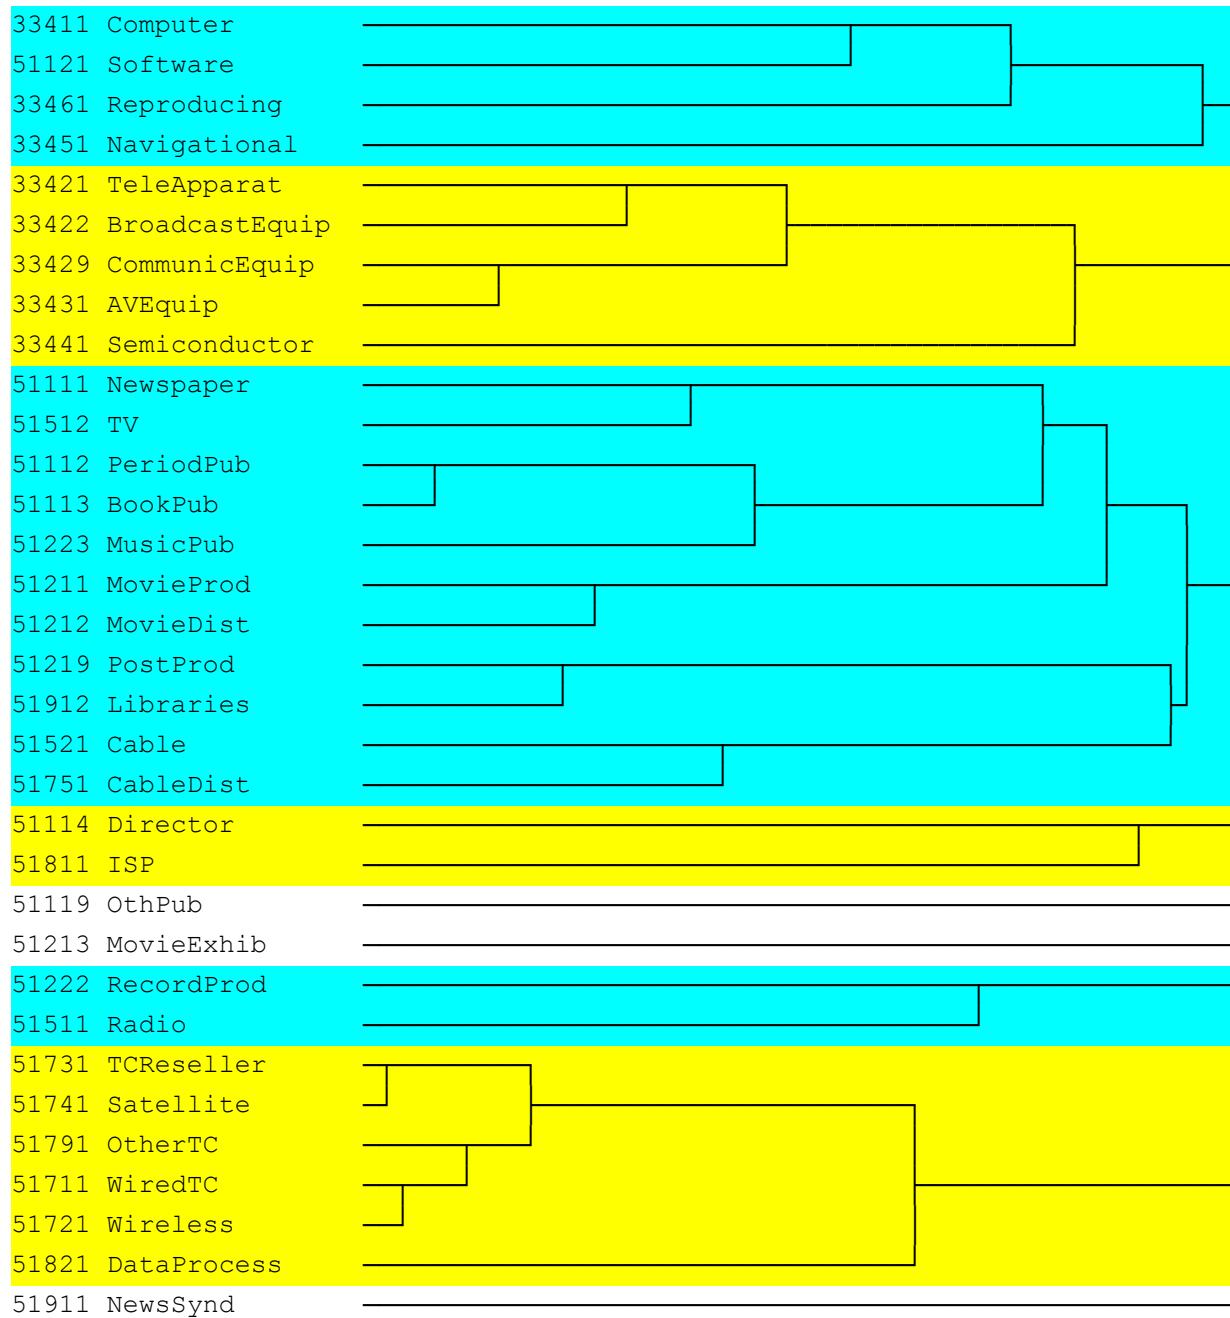 33411 Computer
51121 Software
33461 Reproducing
33451 Navigational
33421 TeleApparat
33422 BroadcastEquip
33429 CommunicEquip
33431 AVEquip
33441 Semiconductor
51111 Newspaper
51512 TV
51112 PeriodPub
51113 BookPub
51223 MusicPub
51211 MovieProd
51212 MovieDist
51219 PostProd
51912 Libraries
51521 Cable
51751 CableDist
51114 Director
51811 ISP
51119 OthPub
51213 MovieExhib
51222 RecordProd
51511 Radio
51731 TCReseller
51741 Satellite
51791 OtherTC
51711 WiredTC
51721 Wireless
51821 DataProcess
51911 NewsSynd